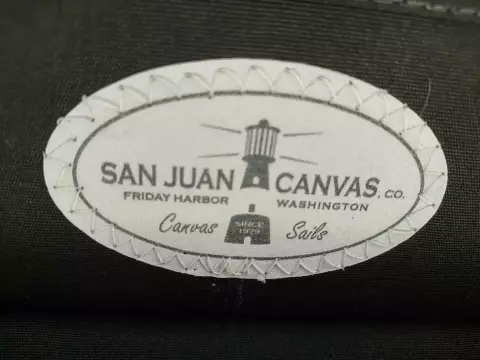 SAN JUAN CANVAS, CO.
FRIDAY HARBOR WASHINGTON
Canvas SINCE 1979 Sails